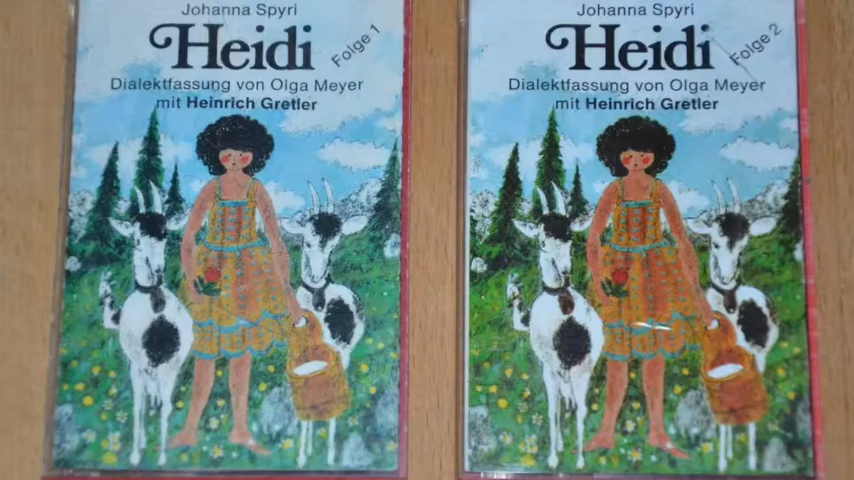 Johanna Spyri
Heidi
Folge 1
Dialektfassung von Olga Meyer
mit Heinrich Gretler
Johanna Spyri
Heidi
Folge 2
Dialektfassung von Olga Meyer
mit Heinrich Gretler